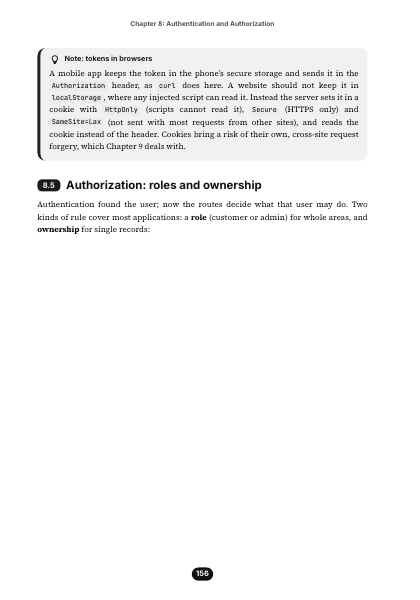 Chapter 8: Authentication and Authorization
Note: tokens in browsers
A mobile app keeps the token in the phone's secure storage and sends it in the
Authorization header, as curl does here. A website should not keep it in
localStorage, where any injected script can read it. Instead the server sets it in a
cookie with HttpOnly (scripts cannot read it), Secure (HTTPS only) and
SameSite=Lax (not sent with most requests from other sites), and reads the
cookie instead of the header. Cookies bring a risk of their own, cross-site request
forgery, which Chapter 9 deals with.
8.5 Authorization: roles and ownership
Authentication found the user; now the routes decide what that user may do. Two
kinds of rule cover most applications: a role (customer or admin) for whole areas, and
ownership for single records:
156